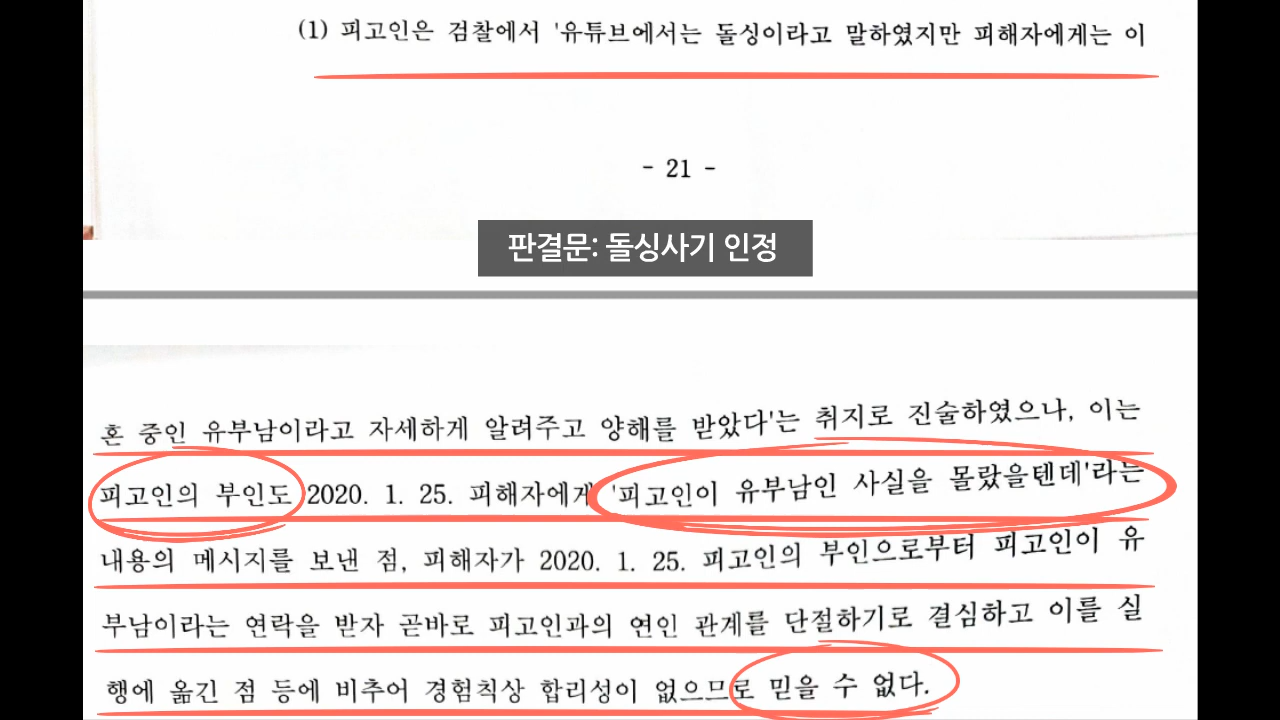 (1) 피고인은 검찰에서 '유튜브에서는 돌싱이라고 말하였지만 피해자에게는 이
- 21 -
판결문: 돌싱사기 인정
혼 중인 유부남이라고 자세하게 알려주고 양해를 받았다'는 취지로 진술하였으나, 이는
피고인의 부인도 2020. 1. 25. 피해자에게 '피고인이 유부남인 사실을 몰랐을텐데'라는
내용의 메시지를 보낸 점, 피해자가 2020. 1. 25. 피고인의 부인으로부터 피고인이 유
부남이라는 연락을 받자 곧바로 피고인과의 연인 관계를 단절하기로 결심하고 이를 실
행에 옮긴 점 등에 비추어 경험칙상 합리성이 없으므로 믿을 수 없다.